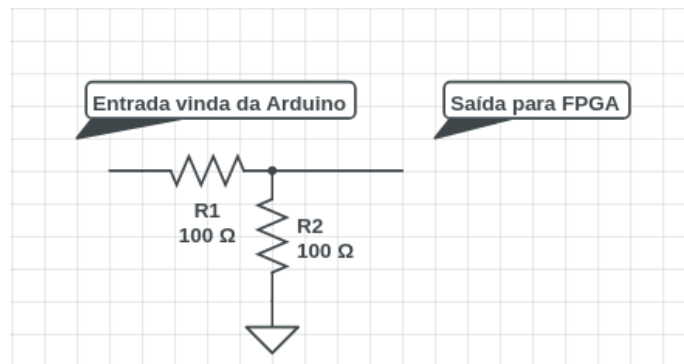 Entrada vinda da Arduino
Saída para FPGA
R1
100 Ω
R2
100 Ω